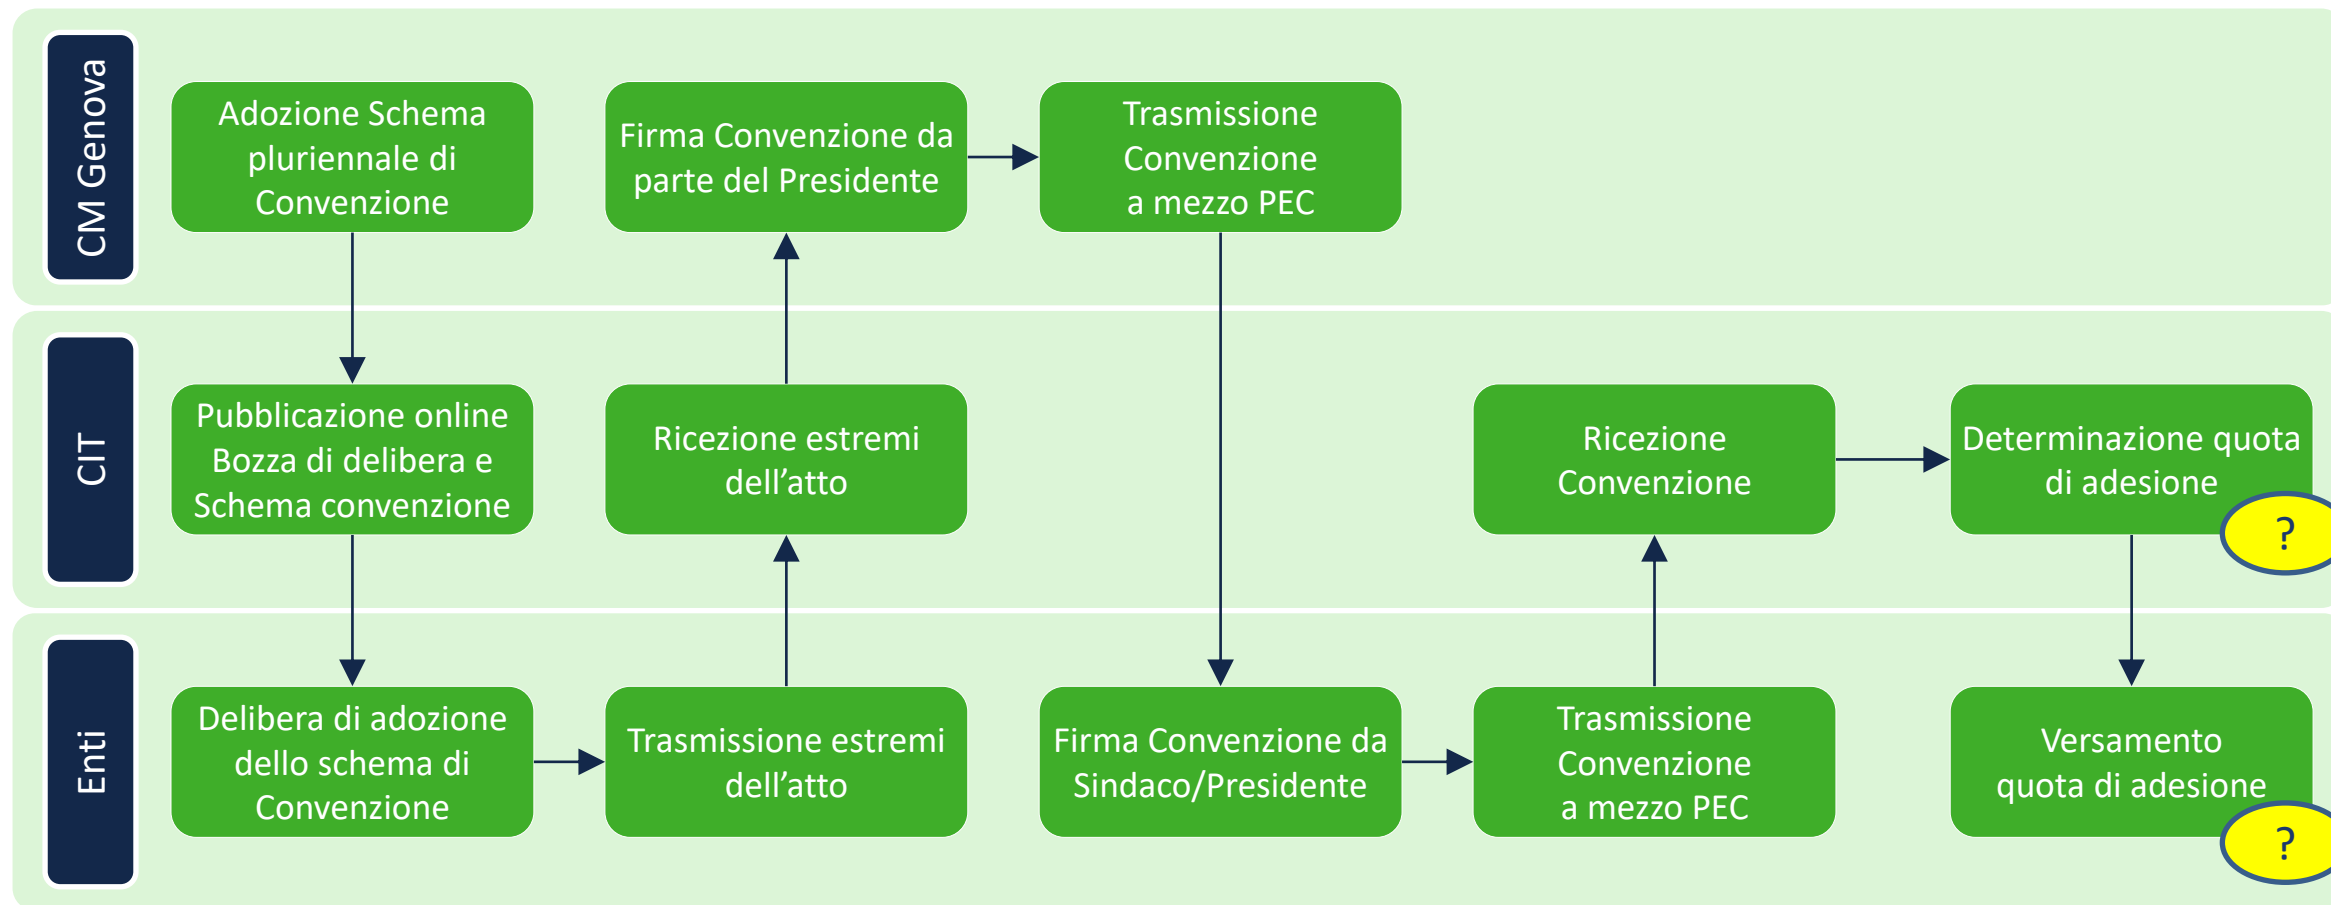 CM Genova
Adozione Schema
pluriennale di
Convenzione
Firma Convenzione da
parte del Presidente
Trasmissione
Convenzione
a mezzo PEC
CIT
Pubblicazione online
Bozza di delibera e
Schema convenzione
Ricezione estremi
dell’atto
Ricezione
Convenzione
Determinazione quota
di adesione
?
Enti
Delibera di adozione
dello schema di
Convenzione
Trasmissione estremi
dell’atto
Firma Convenzione da
Sindaco/Presidente
Trasmissione
Convenzione
a mezzo PEC
Versamento
quota di adesione
?